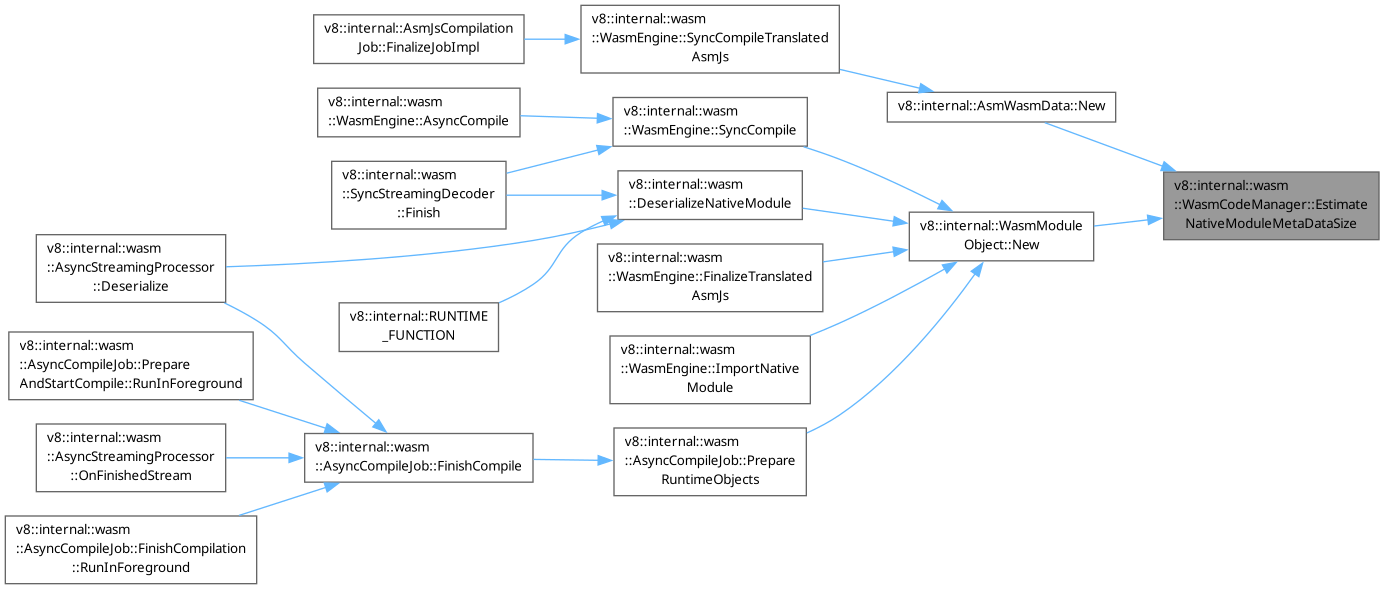 v8::internal::AsmJsCompilation
Job::FinalizeJobImpl
v8::internal::wasm
::WasmEngine::SyncCompileTranslated
AsmJs
v8::internal::wasm
::WasmEngine::AsyncCompile
v8::internal::wasm
::WasmEngine::SyncCompile
v8::internal::AsmWasmData::New
v8::internal::wasm
::SyncStreamingDecoder
::Finish
v8::internal::wasm
::DeserializeNativeModule
v8::internal::wasm
::WasmCodeManager::Estimate
NativeModuleMetaDataSize
v8::internal::WasmModule
Object::New
v8::internal::wasm
::AsyncStreamingProcessor
::Deserialize
v8::internal::wasm
::WasmEngine::FinalizeTranslated
AsmJs
v8::internal::RUNTIME
_FUNCTION
v8::internal::wasm
::AsyncCompileJob::Prepare
AndStartCompile::RunInForeground
v8::internal::wasm
::WasmEngine::ImportNative
Module
v8::internal::wasm
::AsyncStreamingProcessor
::OnFinishedStream
v8::internal::wasm
::AsyncCompileJob::FinishCompile
v8::internal::wasm
::AsyncCompileJob::Prepare
RuntimeObjects
v8::internal::wasm
::AsyncCompileJob::FinishCompilation
::RunInForeground